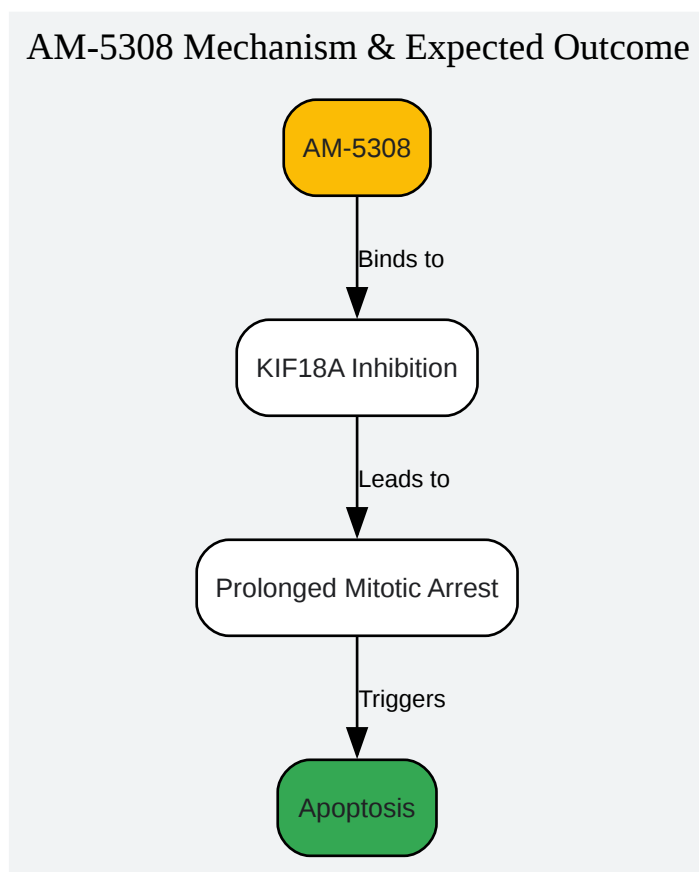 AM-5308 Mechanism & Expected Outcome
AM-5308
Binds to
KIF18A Inhibition
Leads to
Prolonged Mitotic Arrest
Triggers
Apoptosis